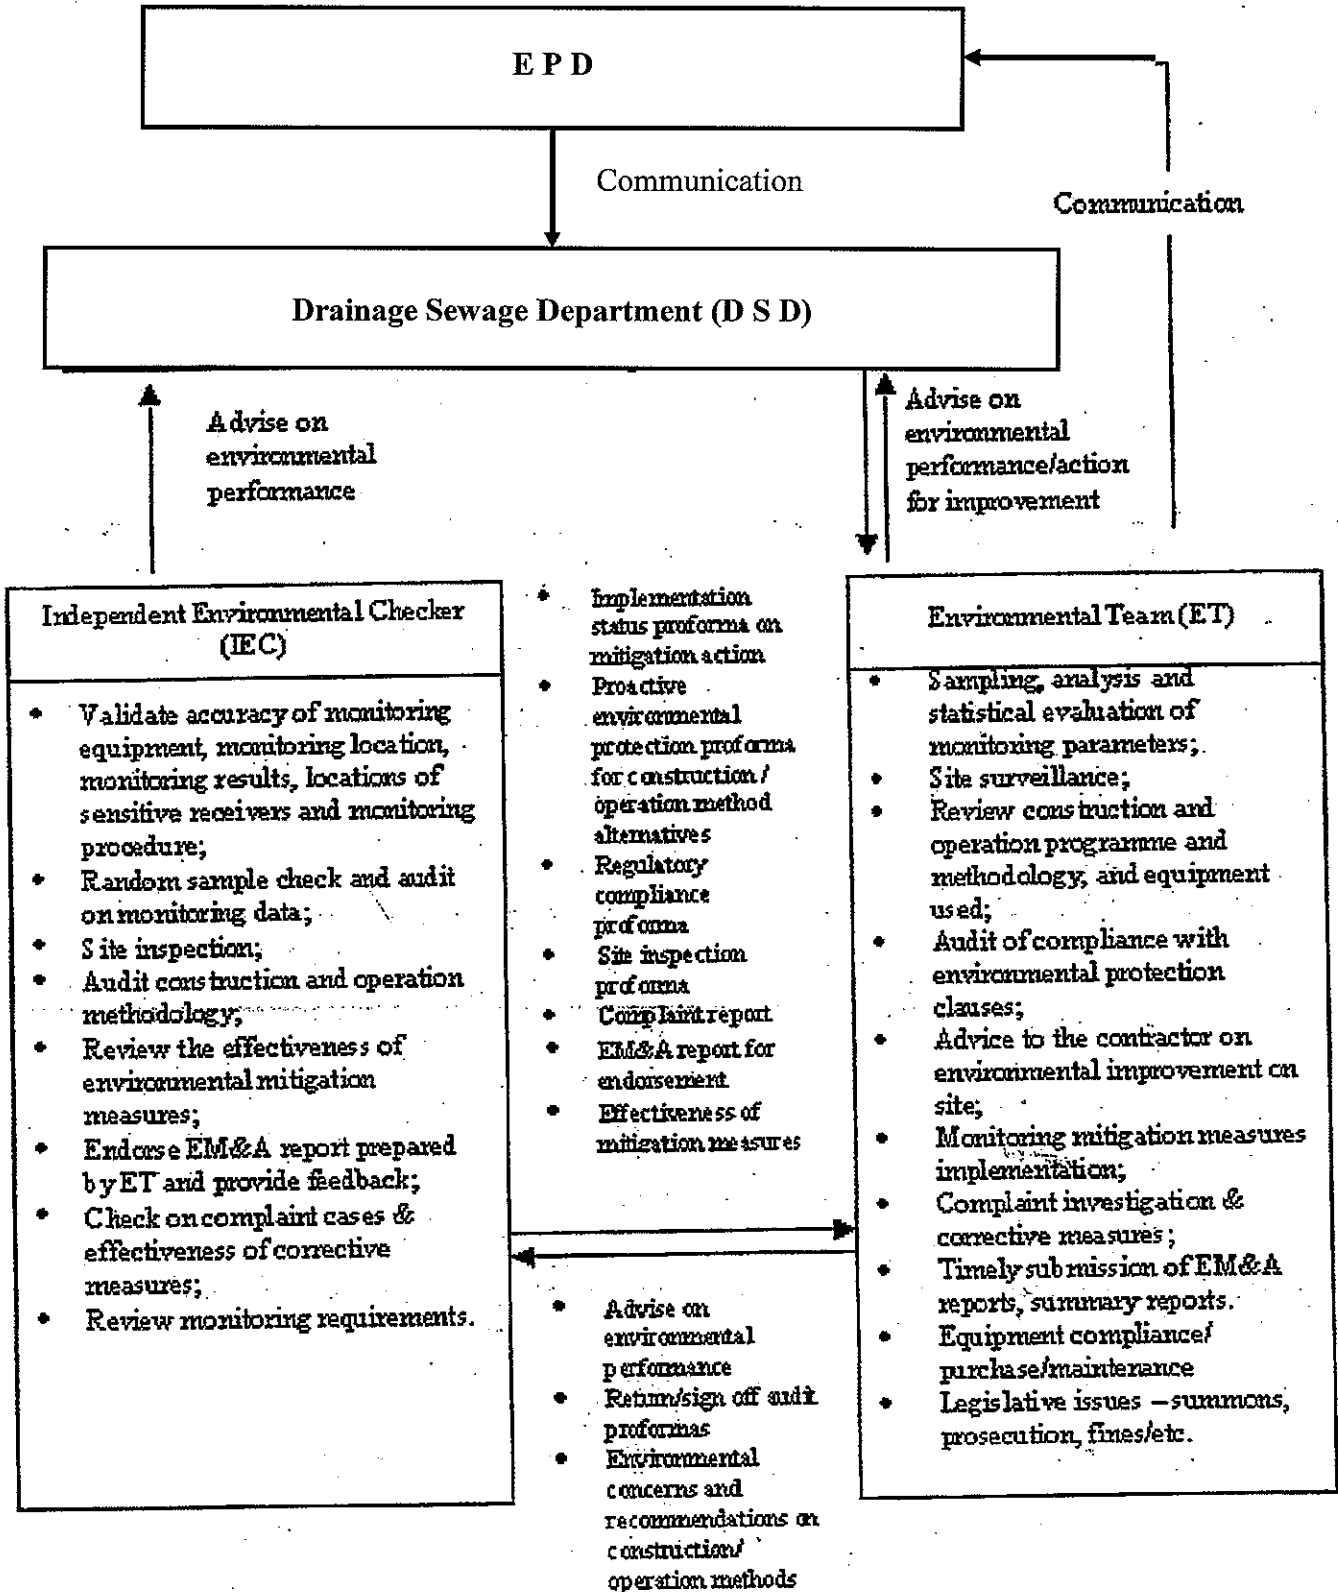 E P D
Communication
Communication
Drainage Sewage Department (D S D)
Advise on
environmental
performance
Advise on
environmental
performance/action
for improvement
Independent Environmental Checker
(IEC)
• Validate accuracy of monitoring
equipment, monitoring location,
monitoring results, locations of
sensitive receivers and monitoring
procedure;
• Random sample check and audit
on monitoring data;
• Site inspection;
• Audit construction and operation
methodology;
• Review the effectiveness of
environmental mitigation
measures;
• Endorse EM&A report prepared
by ET and provide feedback;
• Check on complaint cases &
effectiveness of corrective
measures;
• Review monitoring requirements.
• Implementation
status proforma on
mitigation action
• Proactive
environmental
protection proforma
for construction/
operation method
alternatives
• Regulatory
compliance
proforma
• Site inspection
proforma
• Complaint report
• EM&A report for
endorsement
• Effectiveness of
mitigation measures
• Advise on
environmental
performance
• Return/sign off audit
proformas
• Environmental
concerns and
recommendations on
construction/
operation methods
Environmental Team (ET)
• Sampling, analysis and
statistical evaluation of
monitoring parameters;
• Site surveillance;
• Review construction and
operation programme and
methodology, and equipment
used;
• Audit of compliance with
environmental protection
clauses;
• Advice to the contractor on
environmental improvement on
site;
• Monitoring mitigation measures
implementation;
• Complaint investigation &
corrective measures;
• Timely submission of EM&A
reports, summary reports.
• Equipment compliance/
purchase/maintenance
• Legislative issues – summons,
prosecution, fines/etc.